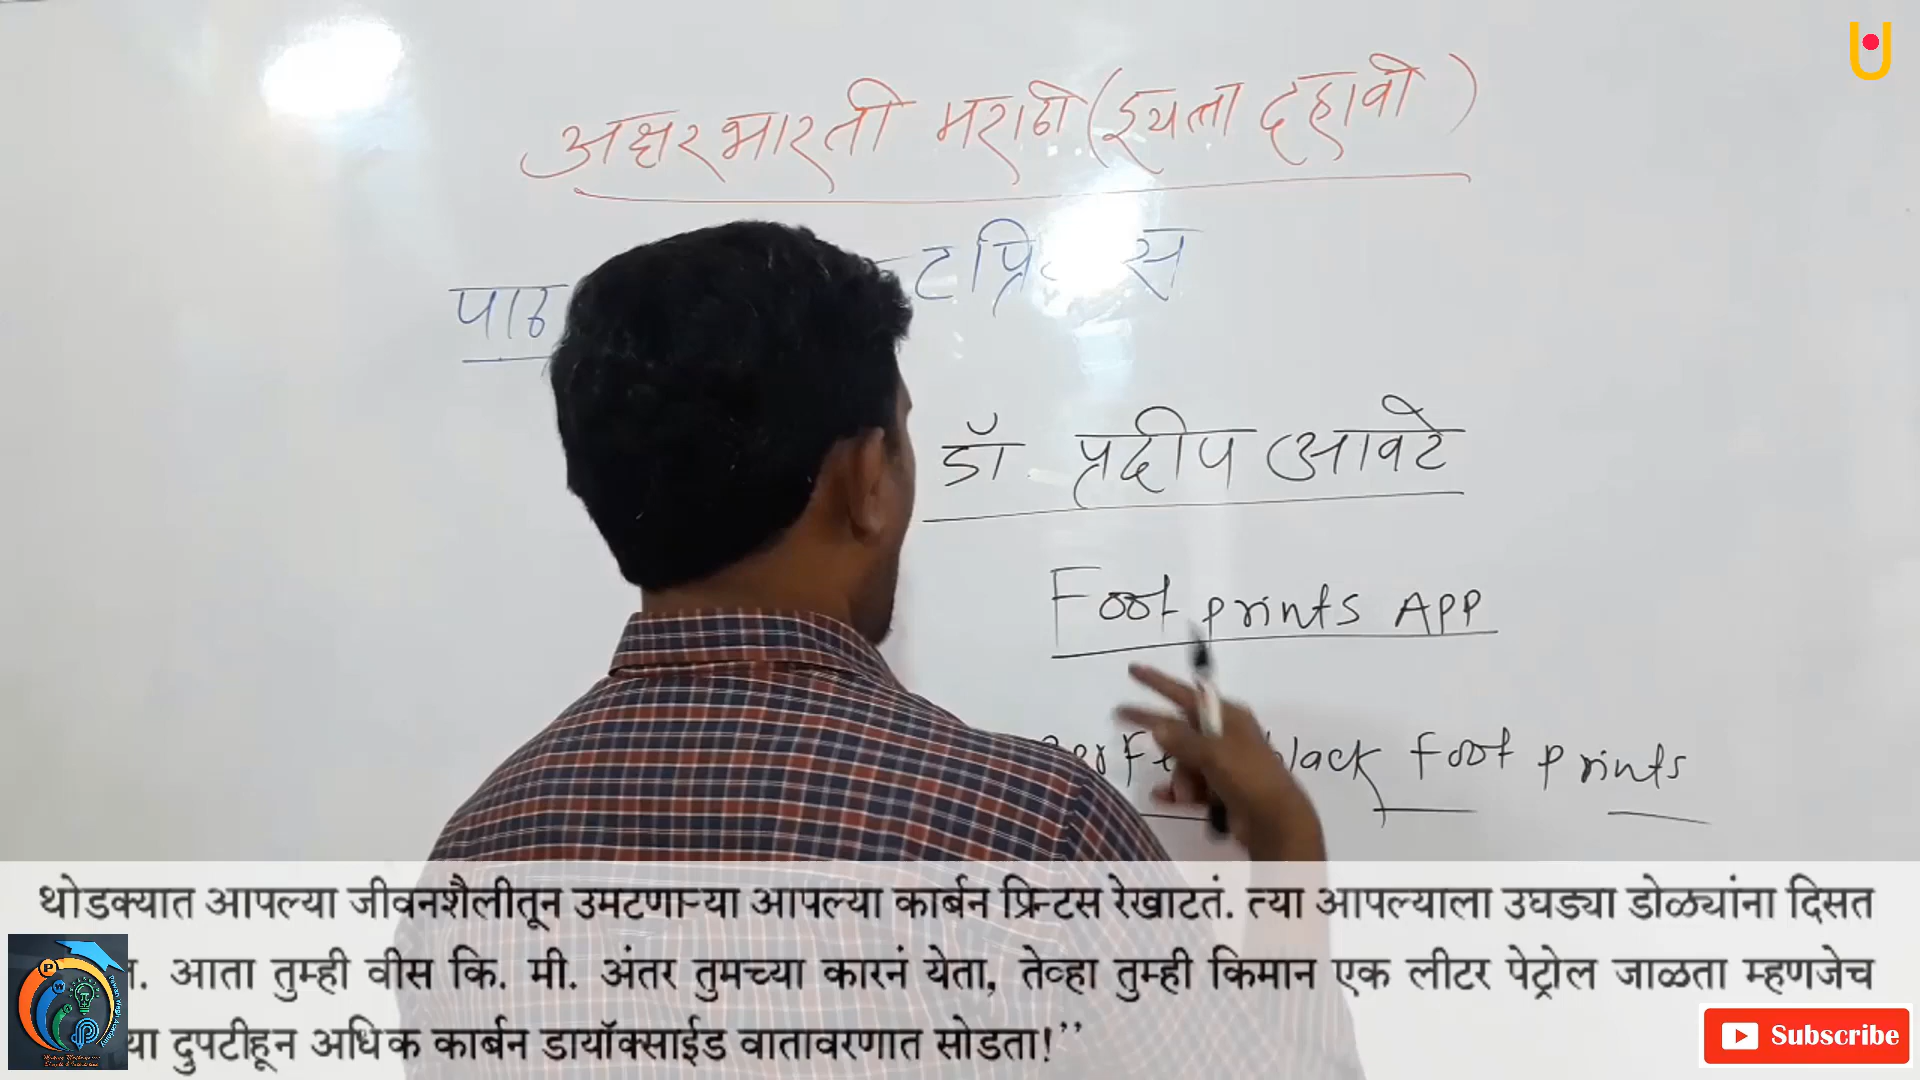 अक्षरभारती मराठी (इयत्ता दहावी)
पाठ
डॉ. प्रदीप आवटे
Foot prints APP
black foot prints
थोडक्यात आपल्या जीवनशैलीतून उमटणाऱ्या आपल्या कार्बन प्रिन्टस रेखाटतं. त्या आपल्याला उघड्या डोळ्यांना दिसत
आता तुम्ही वीस कि. मी. अंतर तुमच्या कारनं येता, तेव्हा तुम्ही किमान एक लीटर पेट्रोल जाळता म्हणजेच
दुपटीहून अधिक कार्बन डायॉक्साईड वातावरणात सोडता!’’
Subscribe